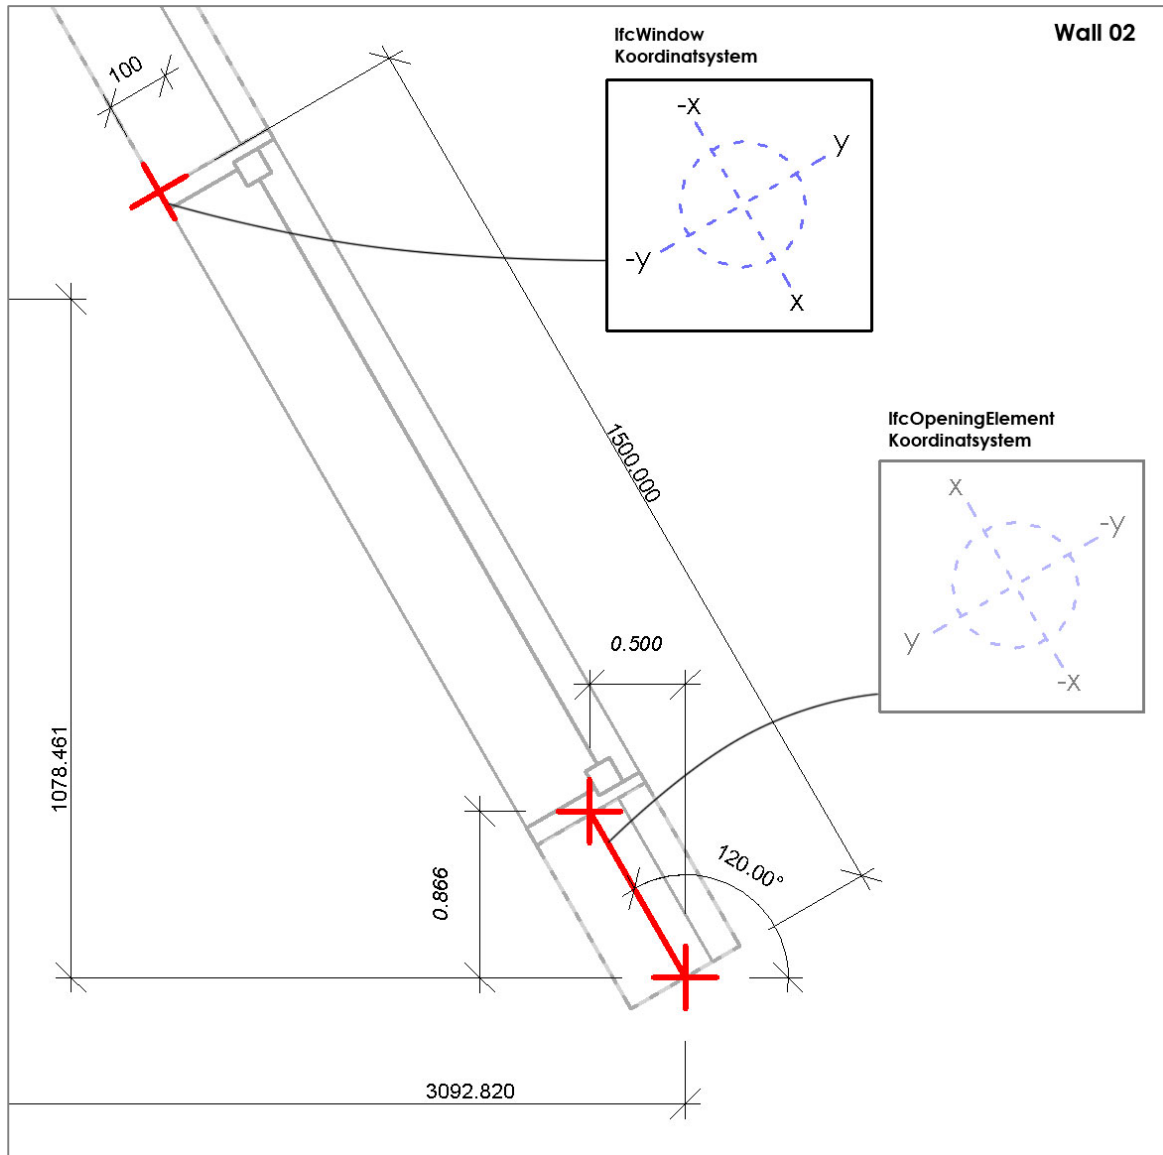 Wall 02
IfcWindow
Koordinatsystem
-x
y
-y
x
100
1500.000
IfcOpeningElement
Koordinatsystem
x
-y
y
-x
0.500
1078.461
0.866
120.00°
3092.820